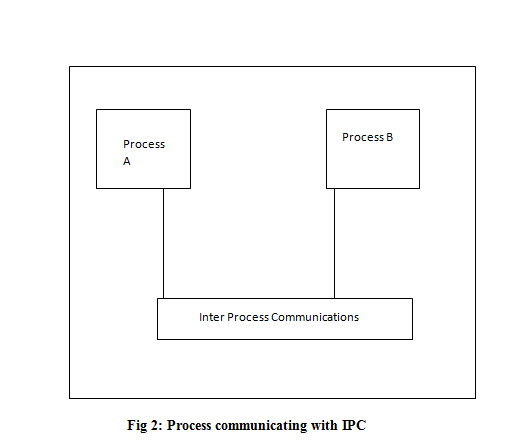 Process
A
Process B
Inter Process Communications
Fig 2: Process communicating with IPC